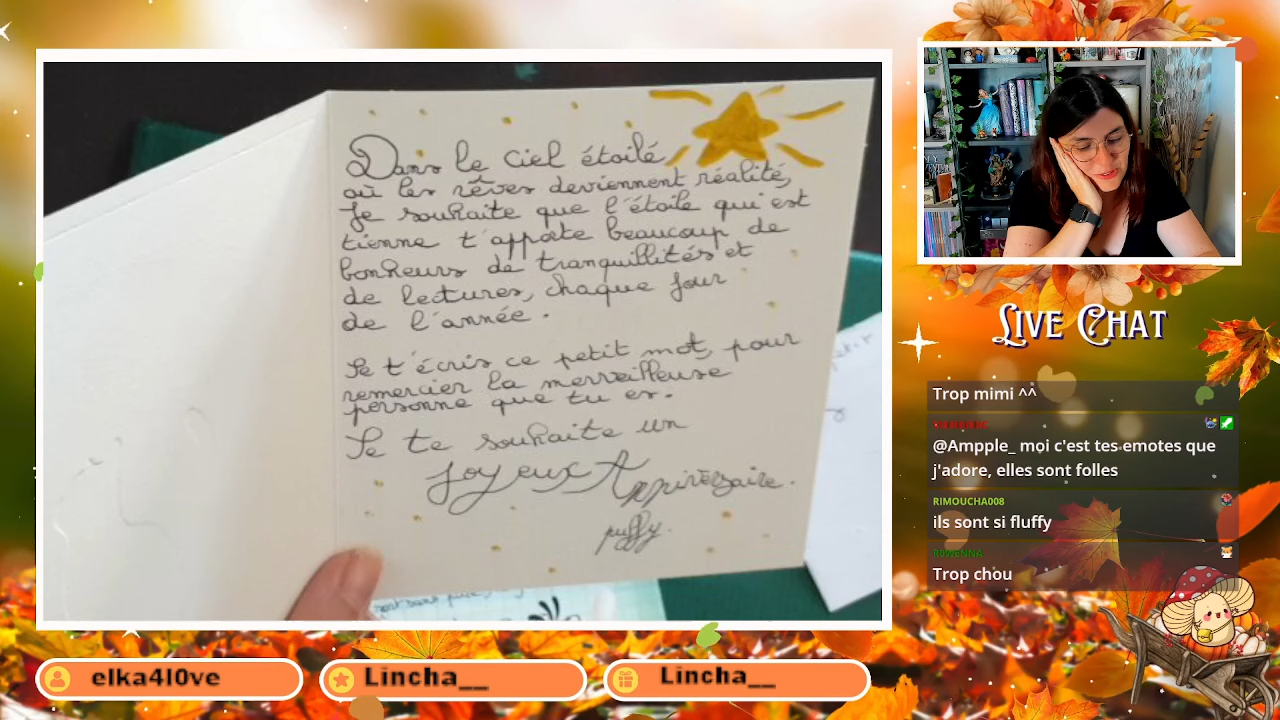 Dans le ciel étoilé
où les rêves deviennent réalité,
Je souhaite que l'étoile qui est
tienne t'apporte beaucoup de
bonheurs de tranquillités et
de lectures, chaque jour
de l'année.
Je t'écris ce petit mot, pour
remercier la merveilleuse
personne que tu es.
Je te souhaite un
Joyeux Anniversaire.
puffy.
Live Chat
Trop mimi ^^
@Ampple_ moi c'est tes emotes que
j'adore, elles sont folles
RIMOUCHA008
ils sont si fluffy
Trop chou
elka4l0ve
Lincha__
Lincha__